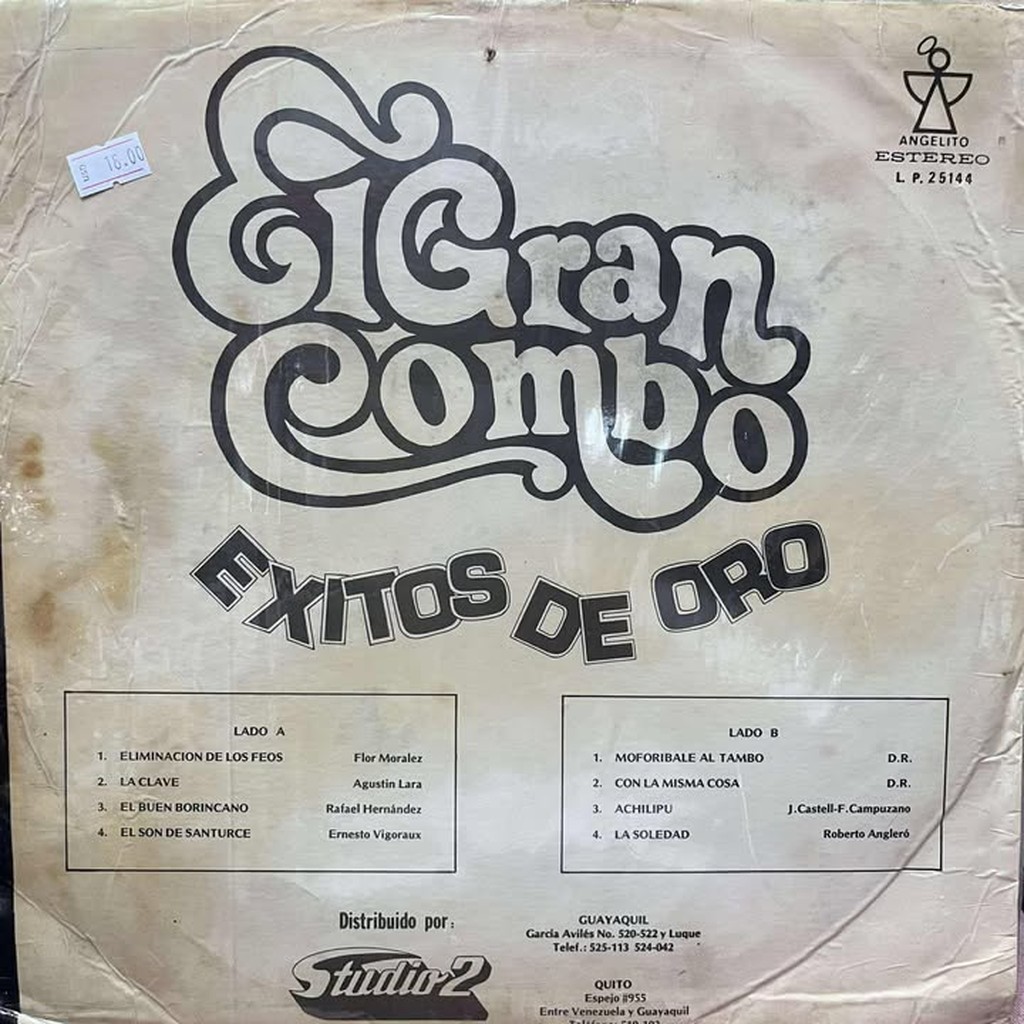 18.00
El Gran
Combo
ANGELITO
ESTEREO
L. P. 25144
EXITOS DE ORO
LADO A
1. ELIMINACION DE LOS FEOS Flor Moralez
2. LA CLAVE Agustin Lara
3. EL BUEN BORINCANO Rafael Hernández
4. EL SON DE SANTURCE Ernesto Vigoraux
LADO B
1. MOFORIBALE AL TAMBO D.R.
2. CON LA MISMA COSA D.R.
3. ACHILIPU J.Castell-F.Campuzano
4. LA SOLEDAD Roberto Angleró
Distribuido por:
Studio 2
GUAYAQUIL
García Avilés No. 520-522 y Luque
Telef.: 525-113 524-042
QUITO
Espejo #955
Entre Venezuela y Guayaquil